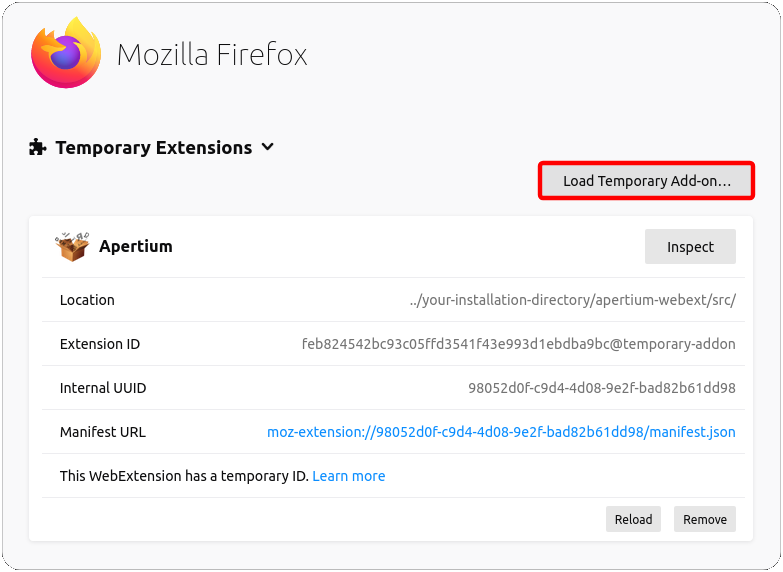 Mozilla Firefox
Temporary Extensions
Load Temporary Add-on...
Apertium
Inspect
Location ../your-installation-directory/apertium-webext/src/
Extension ID feb824542bc93c05ffd3541f43e993d1ebdba9bc@temporary-addon
Internal UUID 98052d0f-c9d4-4d08-9e2f-bad82b61dd98
Manifest URL moz-extension://98052d0f-c9d4-4d08-9e2f-bad82b61dd98/manifest.json
This WebExtension has a temporary ID. Learn more
Reload Remove